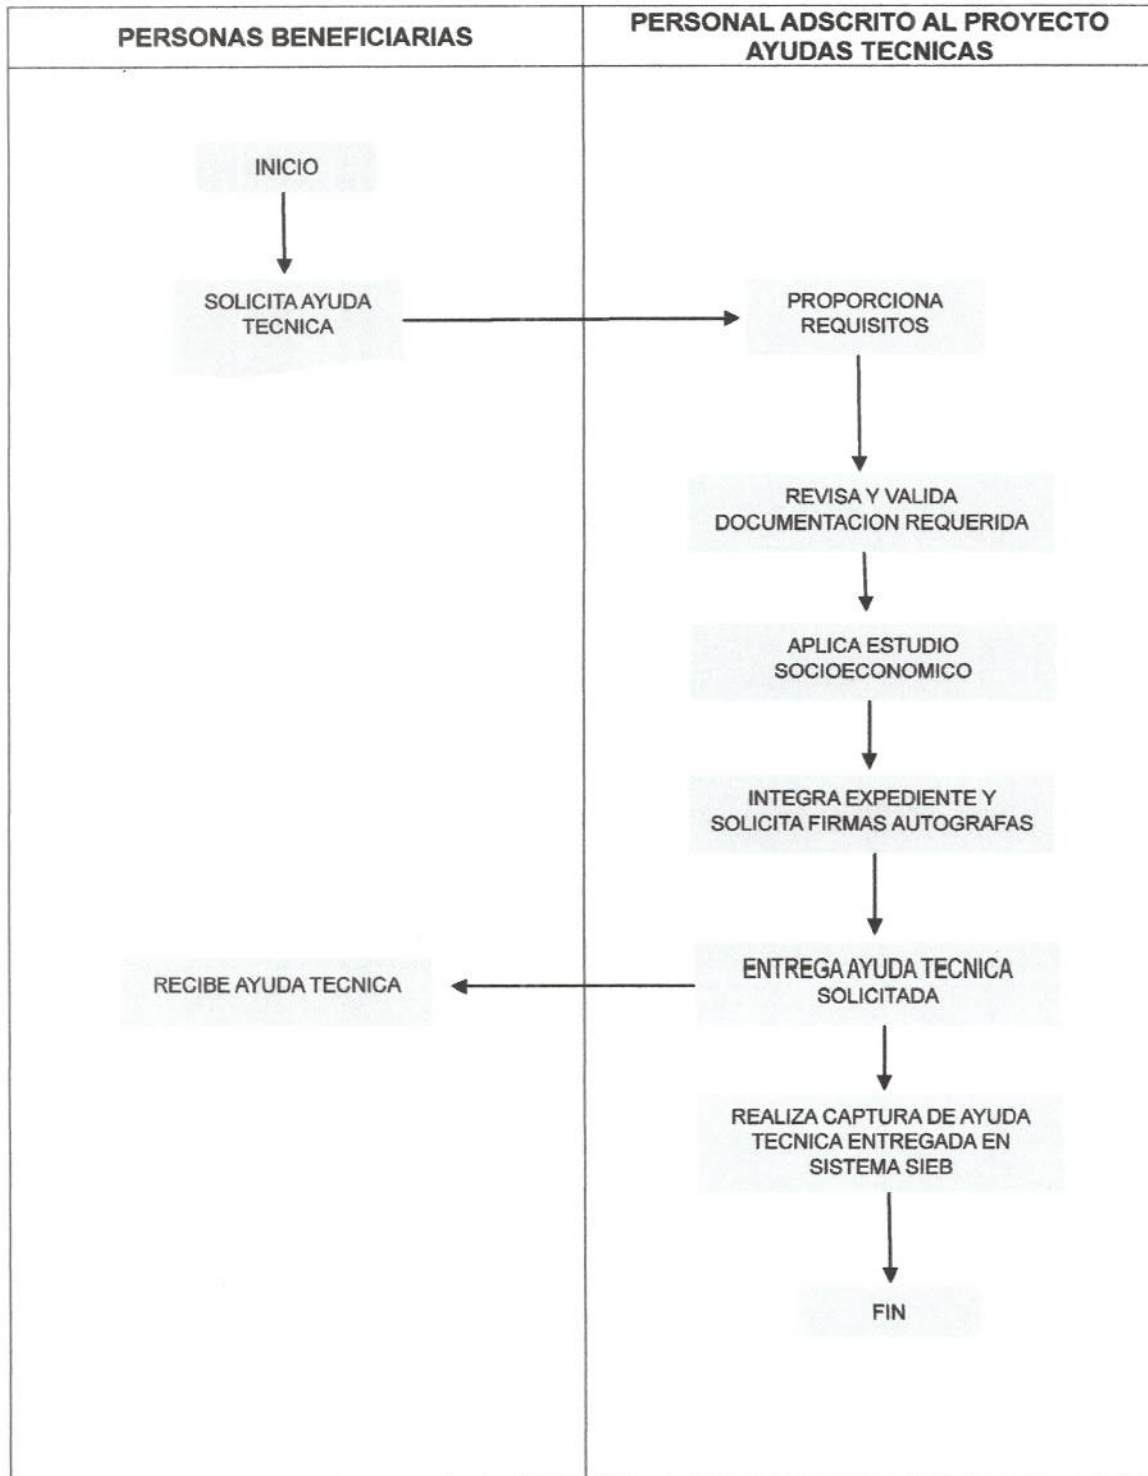 PERSONAS BENEFICIARIAS
PERSONAL ADSCRITO AL PROYECTO
AYUDAS TECNICAS
INICIO
SOLICITA AYUDA
TECNICA
PROPORCIONA
REQUISITOS
REVISA Y VALIDA
DOCUMENTACION REQUERIDA
APLICA ESTUDIO
SOCIOECONOMICO
INTEGRA EXPEDIENTE Y
SOLICITA FIRMAS AUTOGRAFAS
ENTREGA AYUDA TECNICA
SOLICITADA
RECIBE AYUDA TECNICA
REALIZA CAPTURA DE AYUDA
TECNICA ENTREGADA EN
SISTEMA SIEB
FIN